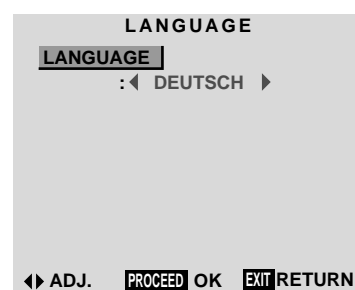 LANGUAGE
LANGUAGE
:◀ DEUTSCH ▶
◀▶ ADJ. PROCEED OK EXIT RETURN